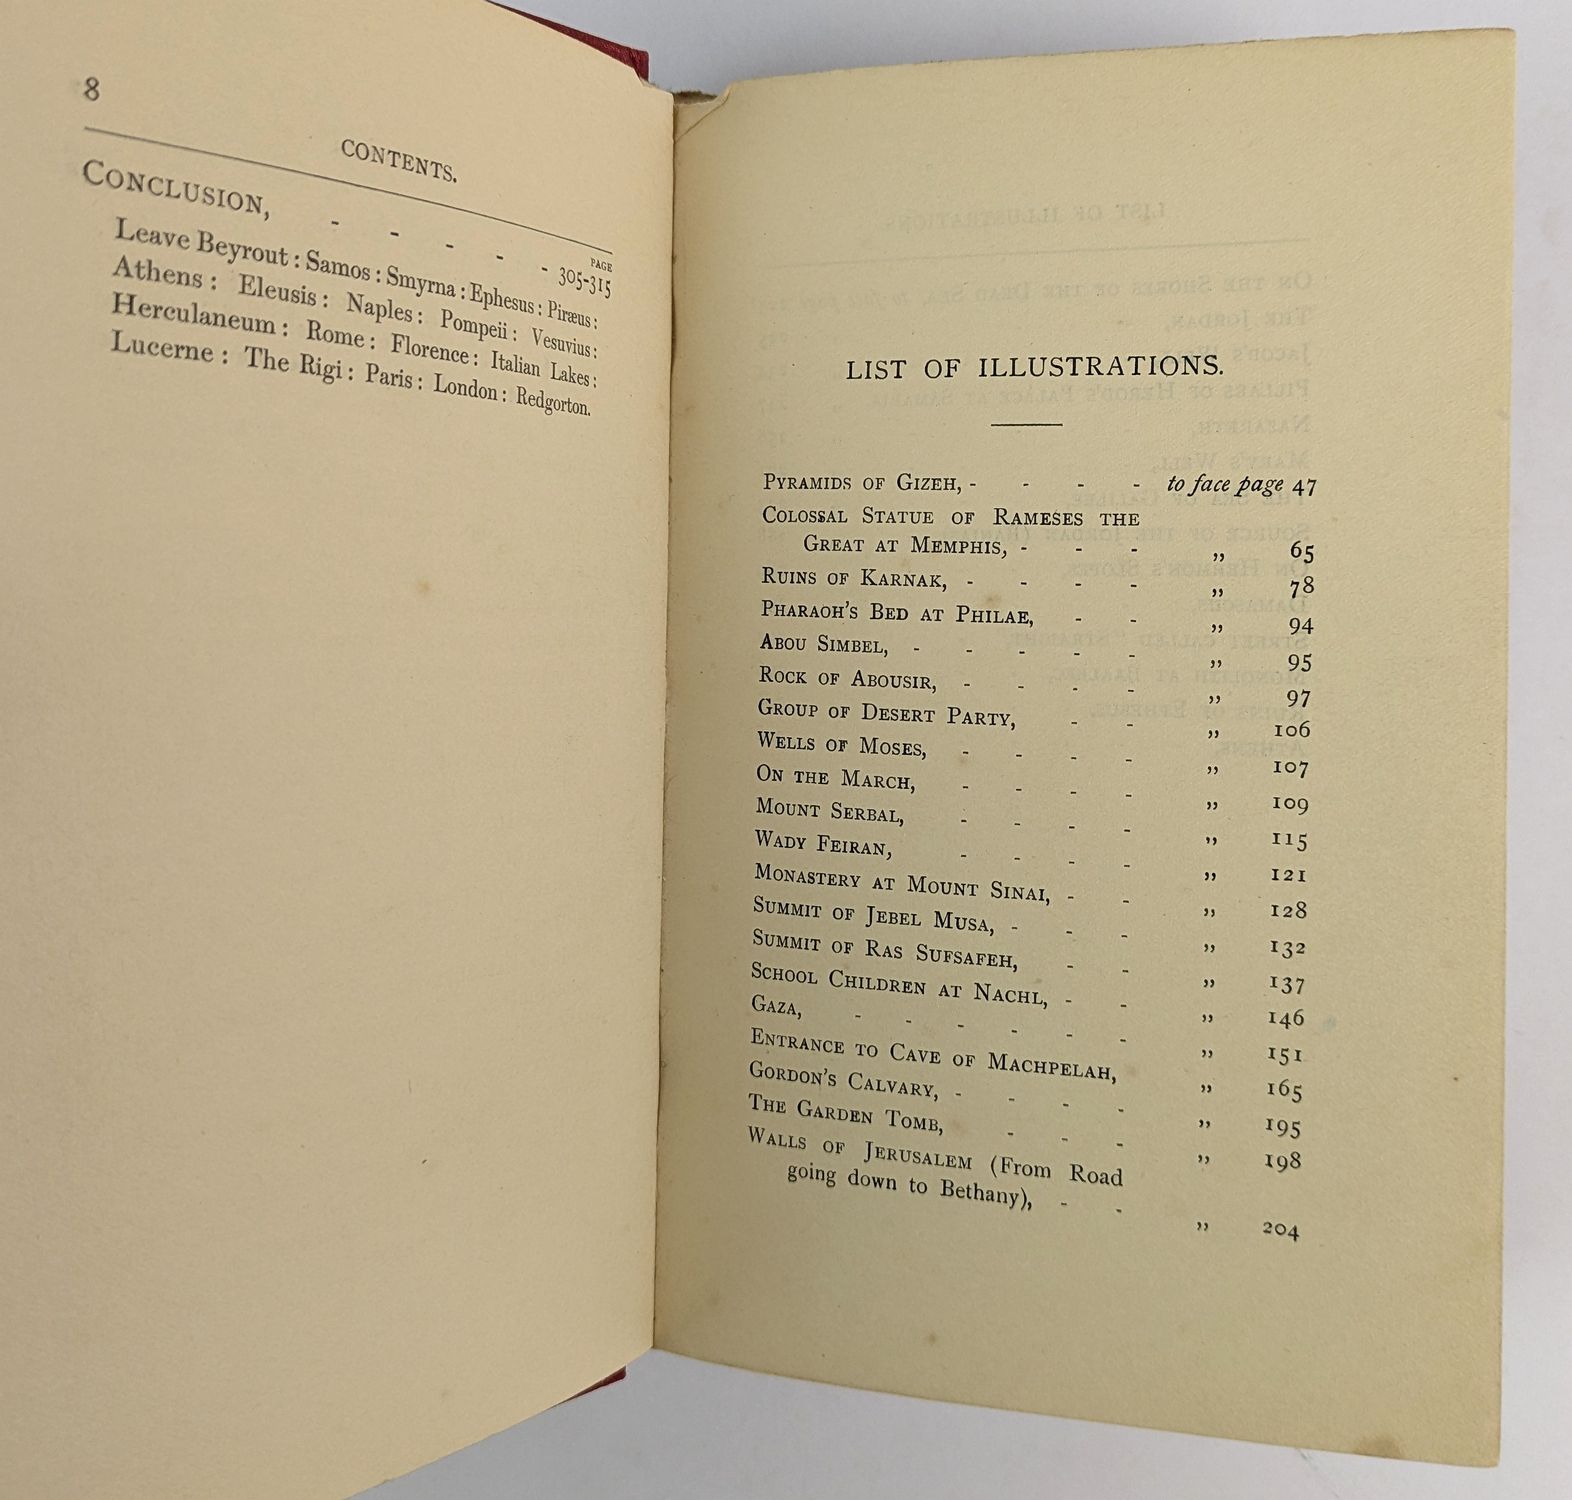 8
CONTENTS.
PAGE
CONCLUSION, - - - - - 305-315
Leave Beyrout : Samos : Smyrna : Ephesus : Piræus :
Athens : Eleusis : Naples : Pompeii : Vesuvius :
Herculaneum : Rome : Florence : Italian Lakes :
Lucerne : The Rigi : Paris : London : Redgorton.
LIST OF ILLUSTRATIONS.
PYRAMIDS OF GIZEH, - - - - to face page 47
COLOSSAL STATUE OF RAMESES THE
GREAT AT MEMPHIS, - - - „ 65
RUINS OF KARNAK, - - - - „ 78
PHARAOH'S BED AT PHILAE, - - „ 94
ABOU SIMBEL, - - - - - „ 95
ROCK OF ABOUSIR, - - - - „ 97
GROUP OF DESERT PARTY, - - „ 106
WELLS OF MOSES, - - - - „ 107
ON THE MARCH, - - - - „ 109
MOUNT SERBAL, - - - - „ 115
WADY FEIRAN, - - - - „ 121
MONASTERY AT MOUNT SINAI, - - „ 128
SUMMIT OF JEBEL MUSA, - - - „ 132
SUMMIT OF RAS SUFSAFEH, - - „ 137
SCHOOL CHILDREN AT NACHL, - - „ 146
GAZA, - - - - - - „ 151
ENTRANCE TO CAVE OF MACHPELAH, „ 165
GORDON'S CALVARY, - - - - „ 195
THE GARDEN TOMB, - - - „ 198
WALLS OF JERUSALEM (From Road
going down to Bethany), - - „ 204